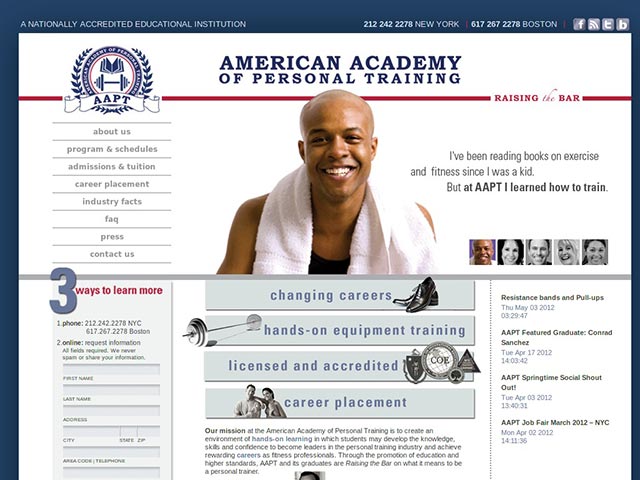 A NATIONALLY ACCREDITED EDUCATIONAL INSTITUTION
212 242 2278 NEW YORK | 617 267 2278 BOSTON
AMERICAN ACADEMY OF PERSONAL TRAINING
AAPT
AMERICAN ACADEMY
OF PERSONAL TRAINING
RAISING the BAR
about us
program & schedules
admissions & tuition
career placement
industry facts
faq
press
contact us
I've been reading books on exercise
and fitness since I was a kid.
But at AAPT I learned how to train.
3 ways to learn more
1.phone: 212.242.2278 NYC
617.267.2278 Boston
2.online: request information
All fields required. We never
spam or share your information.
FIRST NAME
LAST NAME
ADDRESS
CITY STATE ZIP
AREA CODE | TELEPHONE
changing careers
hands-on equipment training
licensed and accredited
COE
career placement
Our mission at the American Academy of Personal Training is to create an
environment of hands-on learning in which students may develop the knowledge,
skills and confidence to become leaders in the personal training industry and achieve
rewarding careers as fitness professionals. Through the promotion of education and
higher standards, AAPT and its graduates are Raising the Bar on what it means to be
a personal trainer.
Resistance bands and Pull-ups
Thu May 03 2012
03:29:47
AAPT Featured Graduate: Conrad
Sanchez
Tue Apr 17 2012
14:03:42
AAPT Springtime Social Shout
Out!
Tue Apr 03 2012
13:40:31
AAPT Job Fair March 2012 – NYC
Mon Apr 02 2012
14:11:36